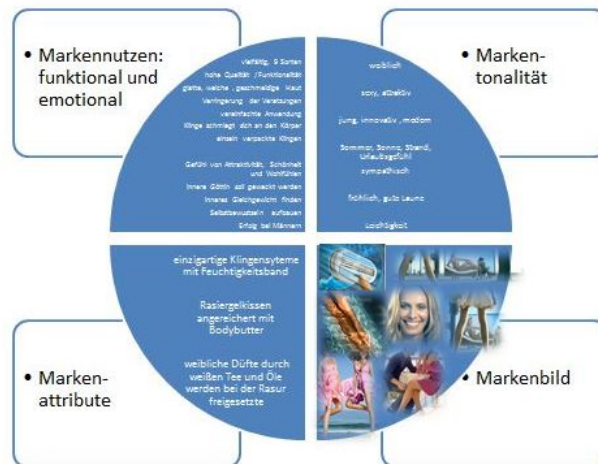 • Markennutzen:
funktional und
emotional
vielfältig, 9 Sorten
hohe Qualität / Funktionalität
glatte, weiche, geschmeidige Haut
Verringerung der Verletzungen
vereinfachte Anwendung
Klinge schmiegt sich an den Körper
einzeln verpackte Klingen
Gefühl von Attraktivität, Schönheit
und Wohlfühlen
Innere Göttin soll geweckt werden
Inneres Gleichgewicht finden
Selbstbewusstsein aufbauen
Erfolg bei Männern
• Marken-
tonalität
weiblich
sexy, attraktiv
jung, innovativ, modern
Sommer, Sonne, Strand,
Urlaubsgefühl
sympathisch
fröhlich, gute Laune
Leichtigkeit
• Marken-
attribute
einzigartige Klingensyteme
mit Feuchtigkeitsband
Rasiergelkissen
angereichert mit
Bodybutter
weibliche Düfte durch
weißen Tee und Öle
werden bei der Rasur
freigesetzte
• Markenbild